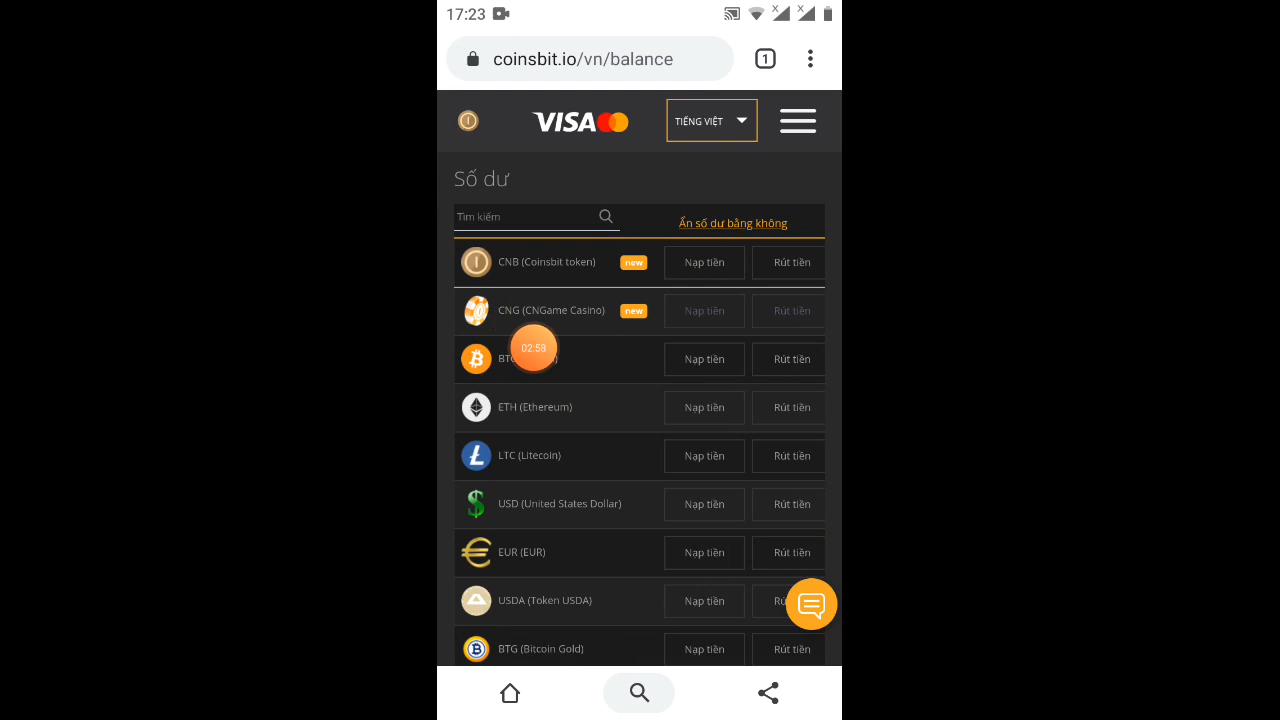 17:23
coinsbit.io/vn/balance
1
VISA
TIẾNG VIỆT
Số dư
Tìm kiếm
Ẩn số dư bằng không
CNB (Coinsbit token) new Nạp tiền Rút tiền
CNG (CNGame Casino) new Nạp tiền Rút tiền
02:58
Nạp tiền Rút tiền
ETH (Ethereum) Nạp tiền Rút tiền
LTC (Litecoin) Nạp tiền Rút tiền
USD (United States Dollar) Nạp tiền Rút tiền
EUR (EUR) Nạp tiền Rút tiền
USDA (Token USDA) Nạp tiền
BTG (Bitcoin Gold) Nạp tiền Rút tiền